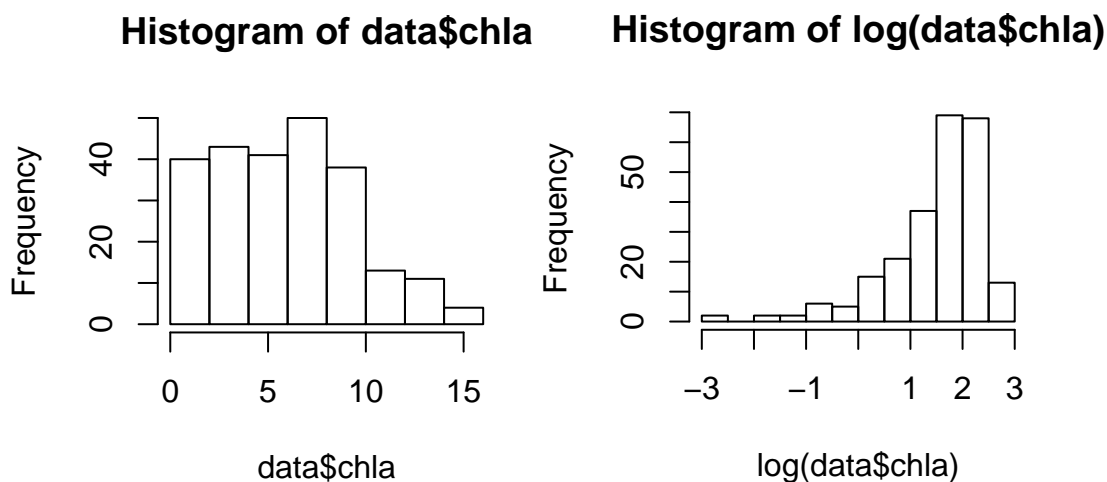 Histogram of data$chla
Frequency
0
20
40
0
5
10
15
data$chla
Histogram of log(data$chla)
Frequency
0
20
50
−3
−1
1
2
3
log(data$chla)